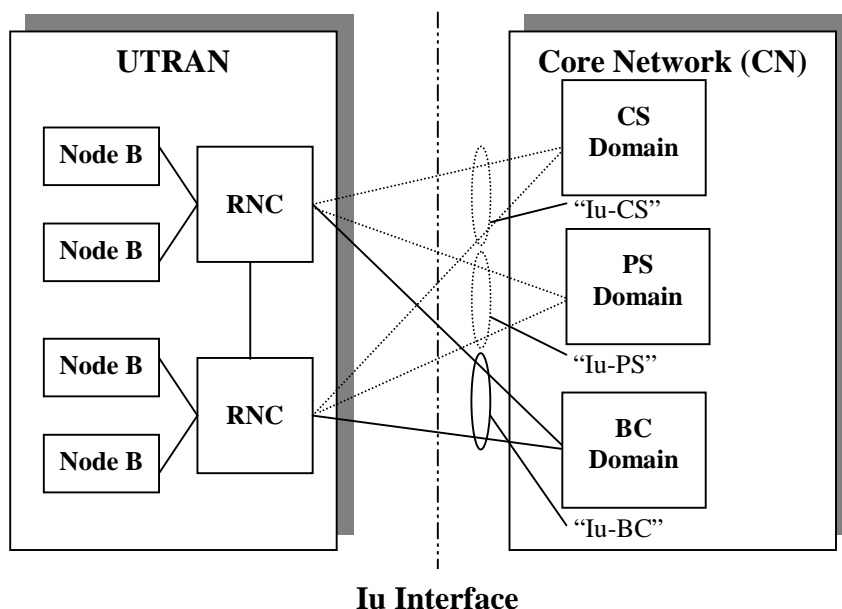 UTRAN
Node B
Node B
RNC
Node B
Node B
RNC
Core Network (CN)
CS
Domain
“Iu-CS”
PS
Domain
“Iu-PS”
BC
Domain
“Iu-BC”
Iu Interface